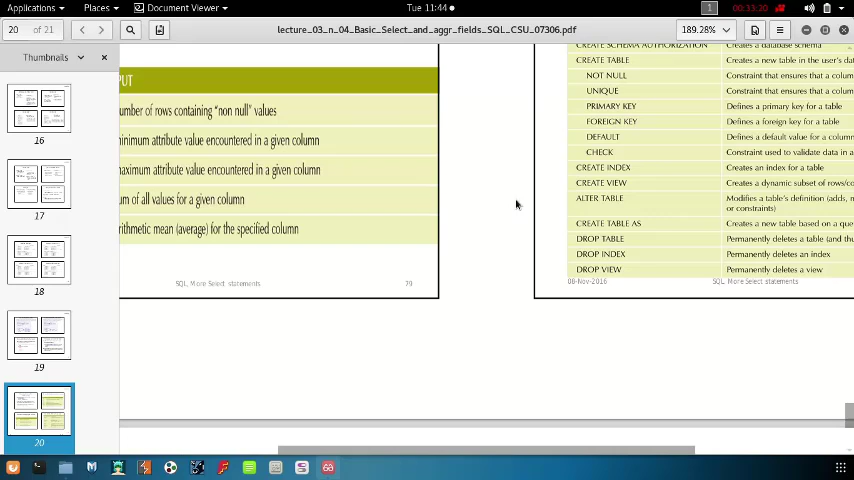 Applications
Places
Document Viewer
Tue 11:44
1
00:13:20
20
of 21
lecture_03_n_04_Basic_Select_and_aggr_fields_SQL_CSU_07306.pdf
189.28%
Thumbnails
16
17
18
19
20
PUT
umber of rows containing “non null” values
inimum attribute value encountered in a given column
aximum attribute value encountered in a given column
um of all values for a given column
rithmetic mean (average) for the specified column
SQL, More Select statements
79
CREATE SCHEMA AUTHORIZATION Creates a database schema
CREATE TABLE Creates a new table in the user's dat
NOT NULL Constraint that ensures that a colum
UNIQUE Constraint that ensures that a colum
PRIMARY KEY Defines a primary key for a table
FOREIGN KEY Defines a foreign key for a table
DEFAULT Defines a default value for a column
CHECK Constraint used to validate data in a
CREATE INDEX Creates an index for a table
CREATE VIEW Creates a dynamic subset of rows/co
ALTER TABLE Modifies a table's definition (adds, m
or constraints)
CREATE TABLE AS Creates a new table based on a que
DROP TABLE Permanently deletes a table (and thu
DROP INDEX Permanently deletes an index
DROP VIEW Permanently deletes a view
08-Nov-2016
SQL, More Select statements